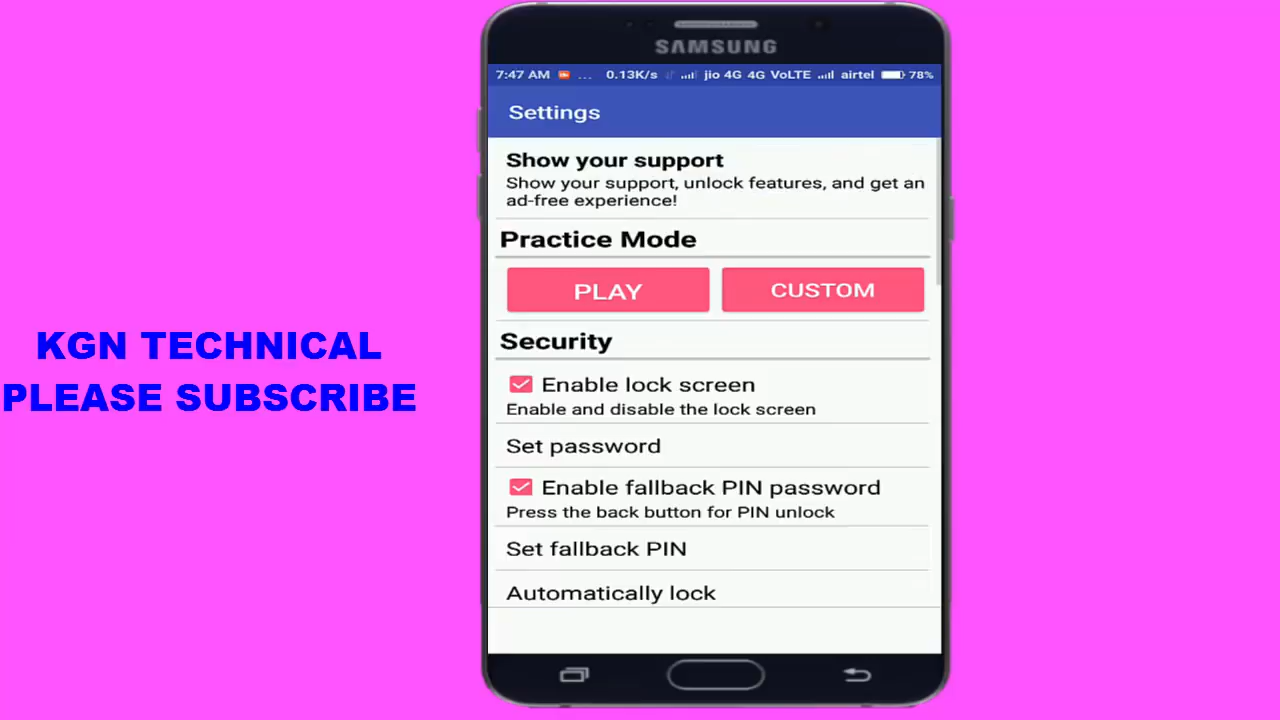 SAMSUNG
7:47 AM ... 0.13K/s jio 4G 4G VoLTE airtel 78%
Settings
Show your support
Show your support, unlock features, and get an
ad-free experience!
Practice Mode
PLAY CUSTOM
Security
Enable lock screen
Enable and disable the lock screen
Set password
Enable fallback PIN password
Press the back button for PIN unlock
Set fallback PIN
Automatically lock
KGN TECHNICAL
PLEASE SUBSCRIBE